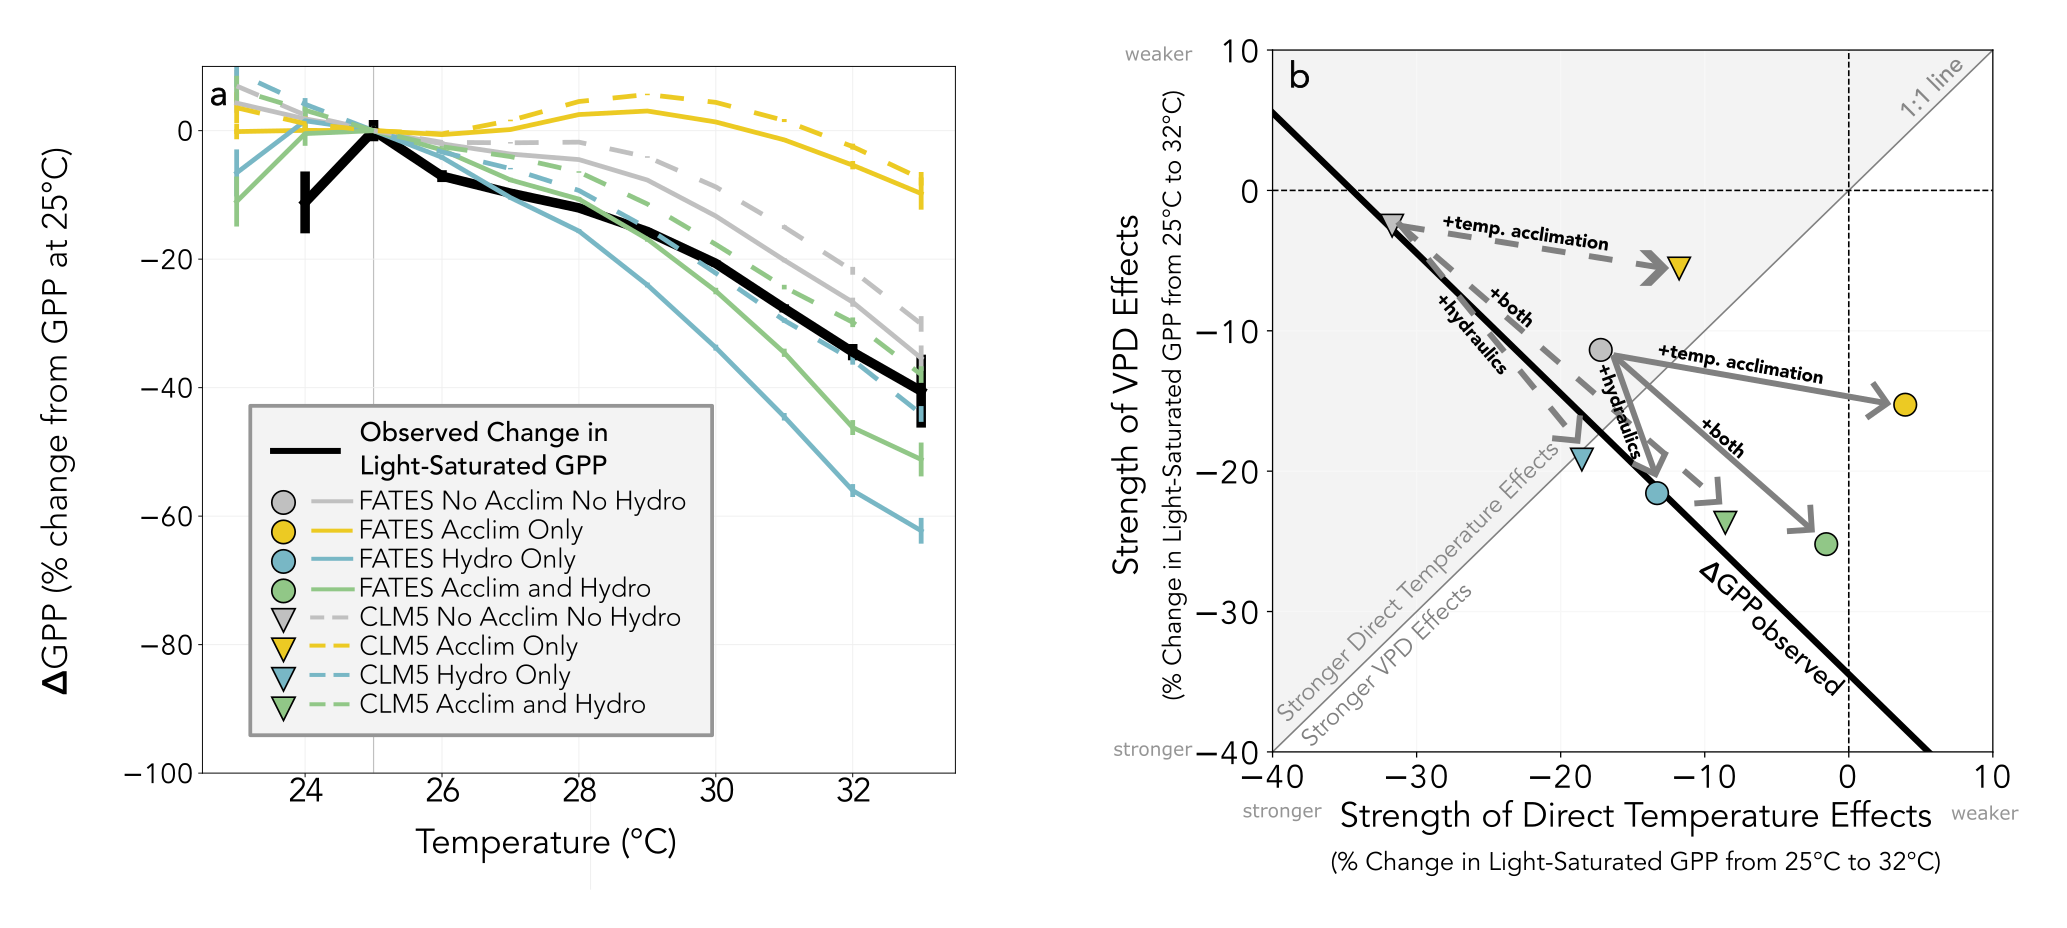 a
0
−20
−40
−60
−80
−100
24
26
28
30
32
Temperature (°C)
ΔGPP (% change from GPP at 25°C)
Observed Change in
Light-Saturated GPP
FATES No Acclim No Hydro
FATES Acclim Only
FATES Hydro Only
FATES Acclim and Hydro
CLM5 No Acclim No Hydro
CLM5 Acclim Only
CLM5 Hydro Only
CLM5 Acclim and Hydro
b
weaker
10
0
−10
−20
−30
−40
stronger
Strength of VPD Effects
(% Change in Light-Saturated GPP from 25°C to 32°C)
1:1 line
+temp. acclimation
+both
+hydraulics
+temp. acclimation
+hydraulics
+both
Stronger Direct Temperature Effects
Stronger VPD Effects
ΔGPP observed
−40
−30
−20
−10
0
10
stronger
Strength of Direct Temperature Effects
weaker
(% Change in Light-Saturated GPP from 25°C to 32°C)